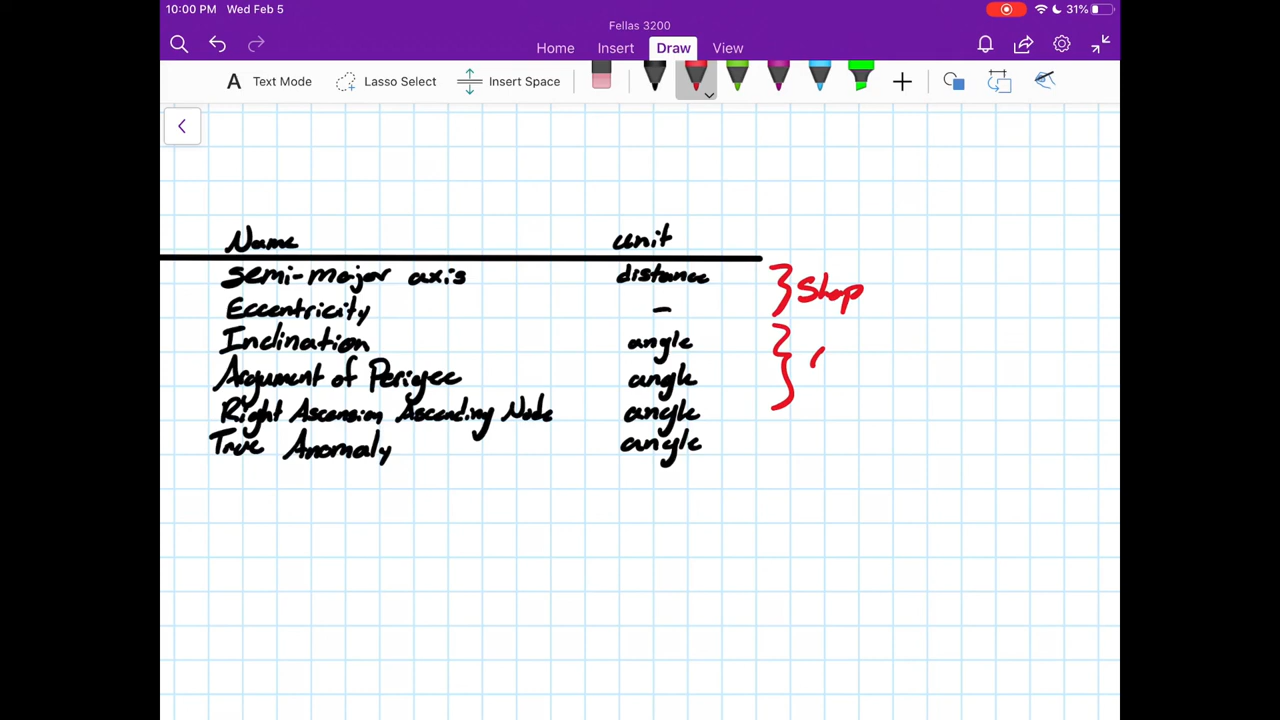 10:00 PM Wed Feb 5 31%
Fellas 3200
Home Insert Draw View
A Text Mode Lasso Select Insert Space
Name unit
semi-major axis distance
Eccentricity - } Shap
Inclination angle
Argument of Perigee angle
Right Ascension Ascending Node angle
True Anomaly angle